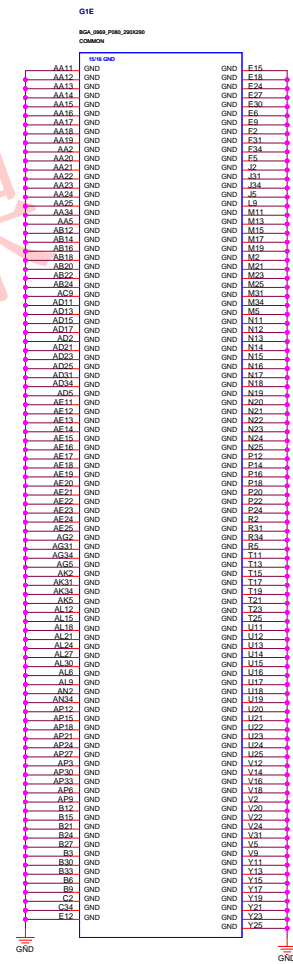 G1E
BGA_0969_P080_290X290
COMMON
15/16 GND
AA11 GND GND E15
AA12 GND GND E18
AA13 GND GND E24
AA14 GND GND E27
AA15 GND GND E30
AA16 GND GND E6
AA17 GND GND E9
AA18 GND GND F2
AA19 GND GND F31
AA2 GND GND F34
AA20 GND GND F5
AA21 GND GND J2
AA22 GND GND J31
AA23 GND GND J34
AA24 GND GND J5
AA25 GND GND L9
AA34 GND GND M11
AA5 GND GND M13
AB12 GND GND M15
AB14 GND GND M17
AB16 GND GND M19
AB18 GND GND M2
AB20 GND GND M21
AB22 GND GND M23
AB24 GND GND M25
AC9 GND GND M31
AD11 GND GND M34
AD13 GND GND M5
AD15 GND GND N11
AD17 GND GND N12
AD2 GND GND N13
AD21 GND GND N14
AD23 GND GND N15
AD25 GND GND N16
AD31 GND GND N17
AD34 GND GND N18
AD5 GND GND N19
AE11 GND GND N20
AE12 GND GND N21
AE13 GND GND N22
AE14 GND GND N23
AE15 GND GND N24
AE16 GND GND N25
AE17 GND GND P12
AE18 GND GND P14
AE19 GND GND P16
AE20 GND GND P18
AE21 GND GND P20
AE22 GND GND P22
AE23 GND GND P24
AE24 GND GND R2
AE25 GND GND R31
AG2 GND GND R34
AG31 GND GND R5
AG34 GND GND T11
AG5 GND GND T13
AK2 GND GND T15
AK31 GND GND T17
AK34 GND GND T19
AK5 GND GND T21
AL12 GND GND T23
AL15 GND GND T25
AL18 GND GND U11
AL21 GND GND U12
AL24 GND GND U13
AL27 GND GND U14
AL30 GND GND U15
AL6 GND GND U16
AL9 GND GND U17
AN2 GND GND U18
AN34 GND GND U19
AP12 GND GND U20
AP15 GND GND U21
AP18 GND GND U22
AP21 GND GND U23
AP24 GND GND U24
AP27 GND GND U25
AP3 GND GND V12
AP30 GND GND V14
AP33 GND GND V16
AP6 GND GND V18
AP9 GND GND V2
B12 GND GND V20
B15 GND GND V22
B21 GND GND V24
B24 GND GND V31
B27 GND GND V5
B3 GND GND V9
B30 GND GND Y11
B33 GND GND Y13
B6 GND GND Y15
B9 GND GND Y17
C2 GND GND Y19
C34 GND GND Y21
E12 GND GND Y23
GND Y25
GND
GND